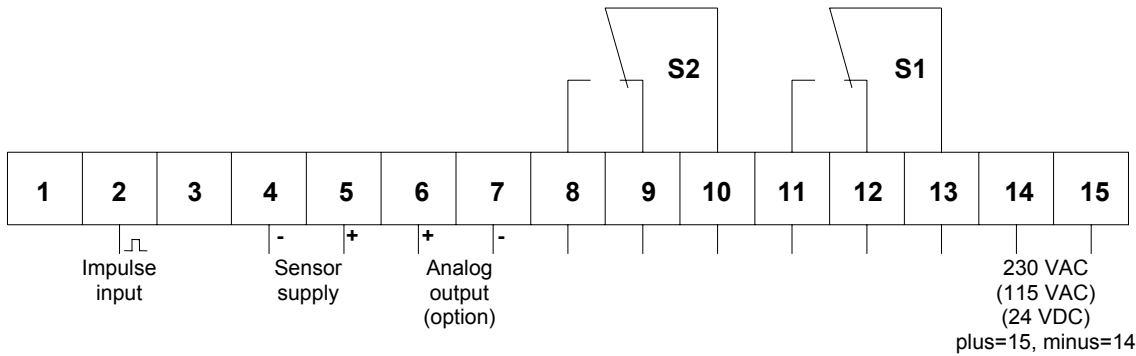 S2 S1
1 2 3 4 5 6 7 8 9 10 11 12 13 14 15
- + + -
Impulse
input
Sensor
supply
Analog
output
(option)
230 VAC
(115 VAC)
(24 VDC)
plus=15, minus=14